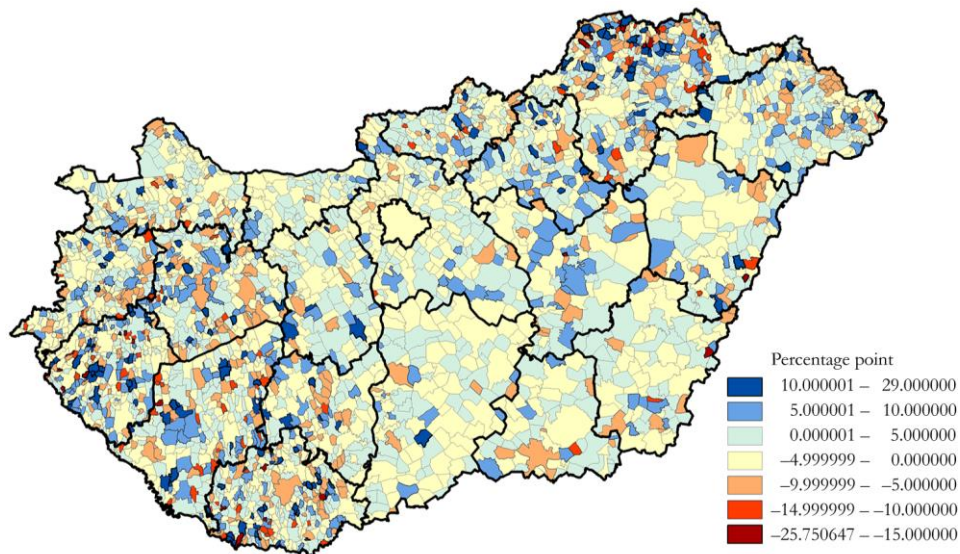 Percentage point
10.000001 – 29.000000
5.000001 – 10.000000
0.000001 – 5.000000
–4.999999 – 0.000000
–9.999999 – –5.000000
–14.999999 – –10.000000
–25.750647 – –15.000000